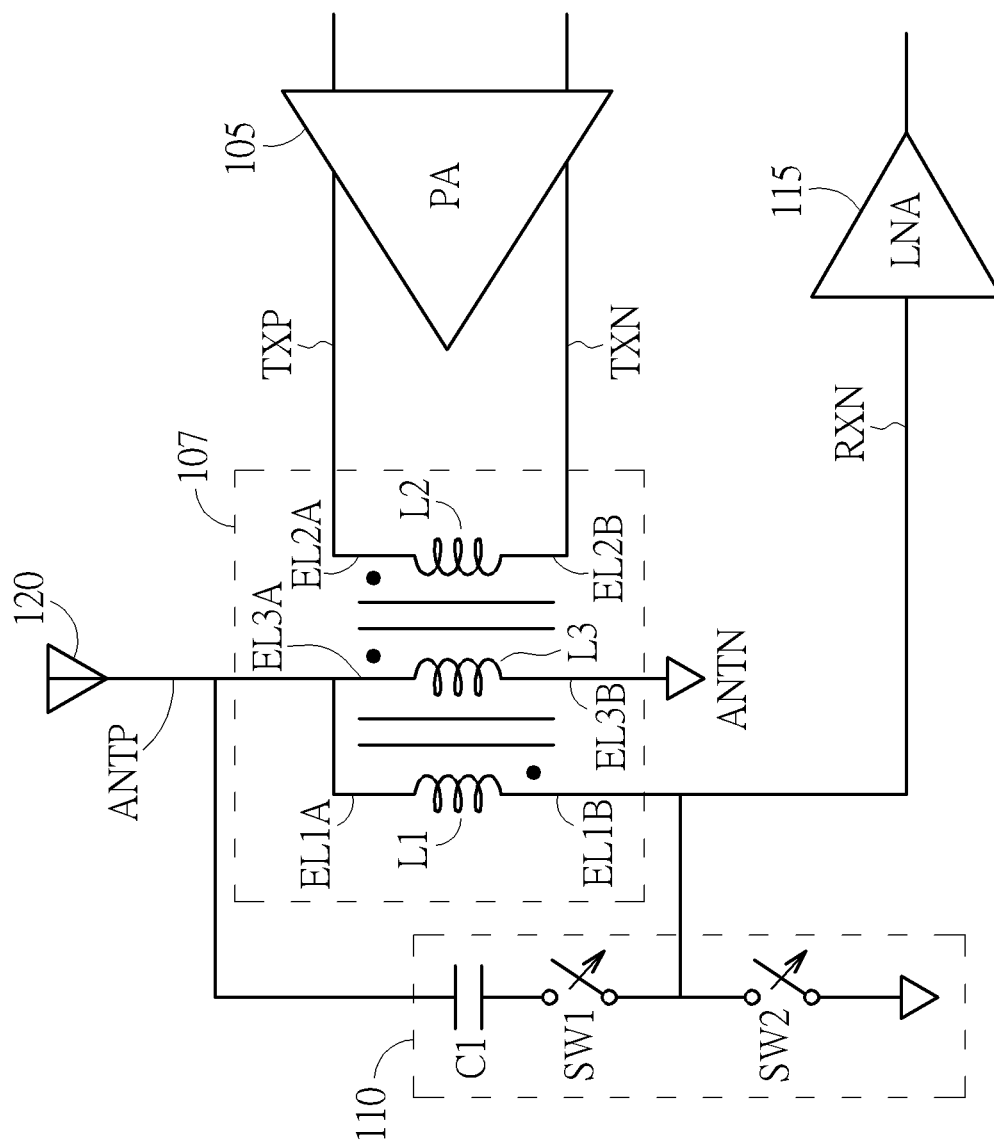 120
ANTP
107
105
TXP
PA
TXN
EL3A
EL2A
L2
EL2B
EL1A
L1
L3
EL1B
EL3B
ANTN
115
LNA
RXN
110
C1
SW1
SW2